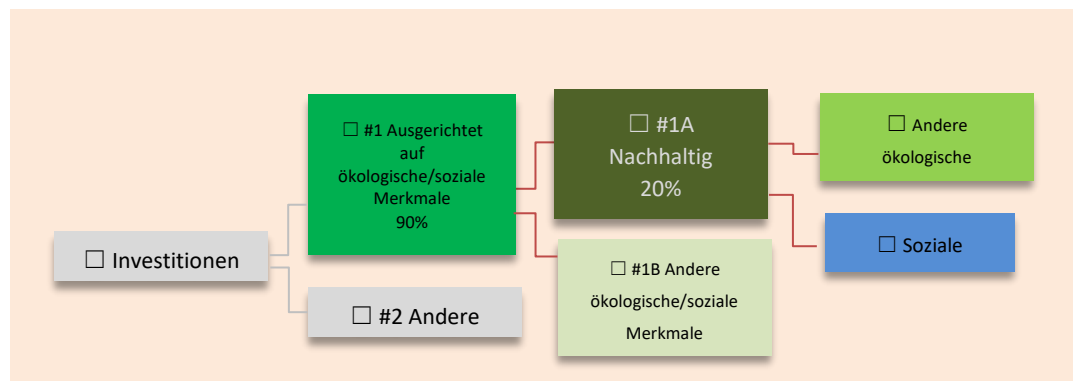 ☐ Investitionen
☐ #1 Ausgerichtet
auf
ökologische/soziale
Merkmale
90%
☐ #2 Andere
☐ #1A
Nachhaltig
20%
☐ #1B Andere
ökologische/soziale
Merkmale
☐ Andere
ökologische
☐ Soziale